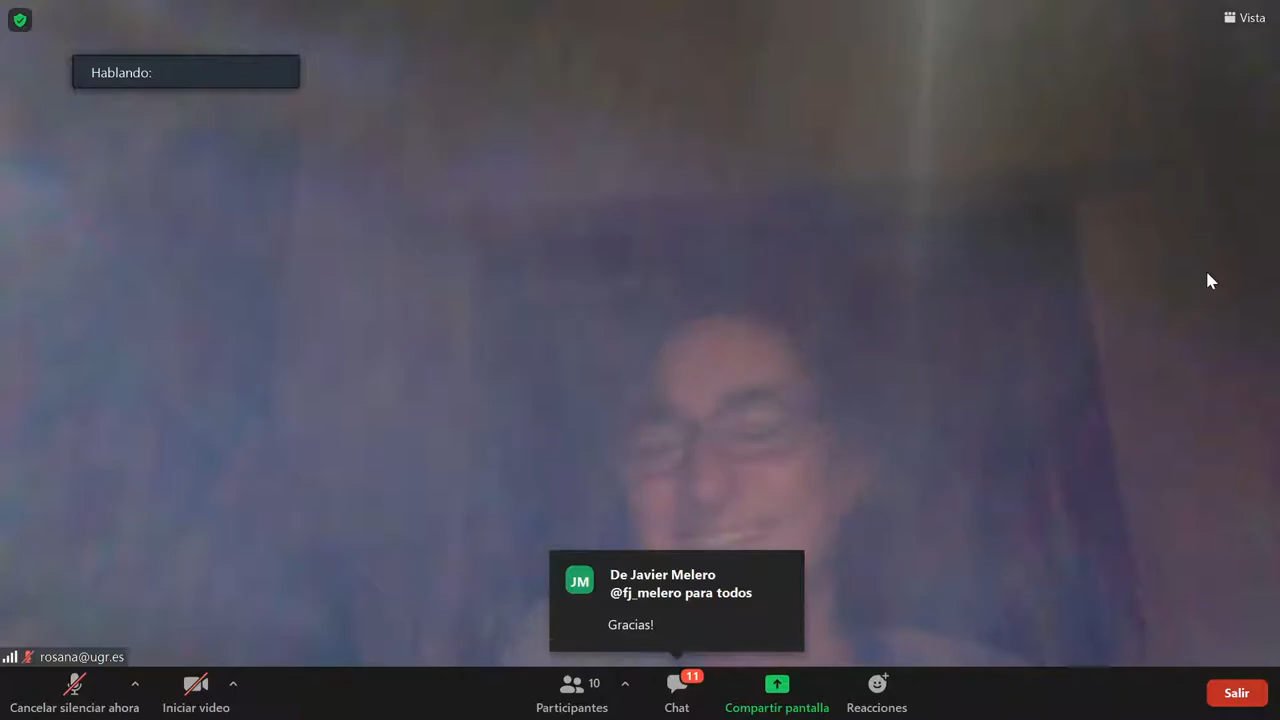 Vista
Hablando:
JM
De Javier Melero
@fj_melero para todos
Gracias!
rosana@ugr.es
Cancelar silenciar ahora
Iniciar video
10
Participantes
11
Chat
Compartir pantalla
Reacciones
Salir